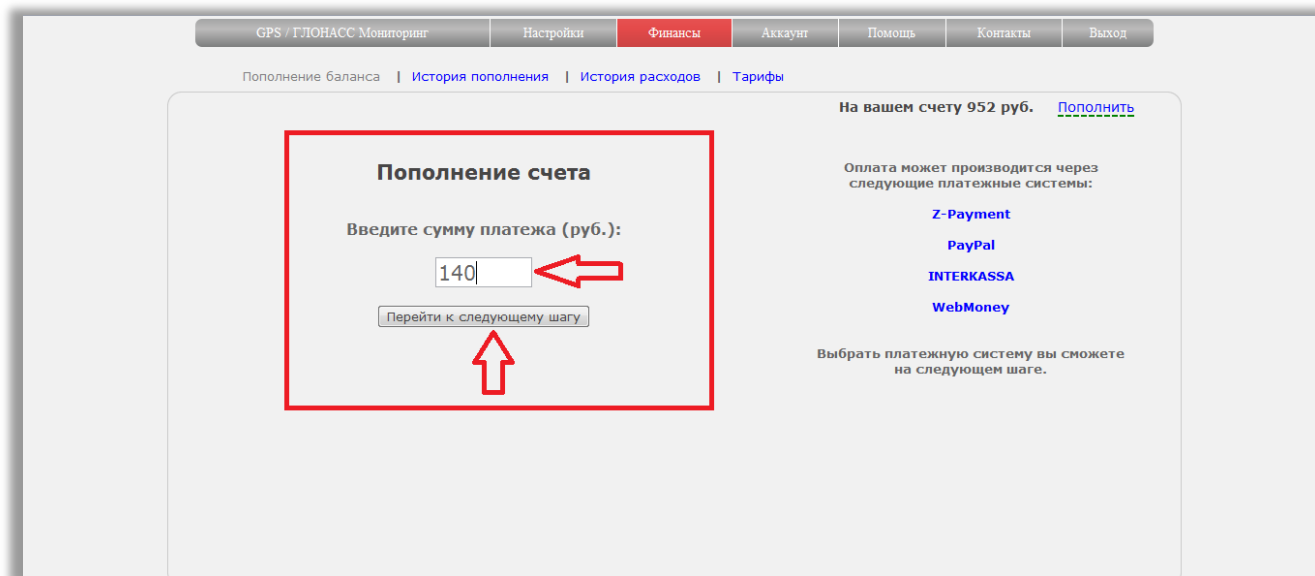 GPS / ГЛОНАСС Мониторинг Настройки Финансы Аккаунт Помощь Контакты Выход
Пополнение баланса | История пополнения | История расходов | Тарифы
На вашем счету 952 руб. Пополнить
Пополнение счета
Введите сумму платежа (руб.):
140
Перейти к следующему шагу
Оплата может производится через
следующие платежные системы:
Z-Payment
PayPal
INTERKASSA
WebMoney
Выбрать платежную систему вы сможете
на следующем шаге.